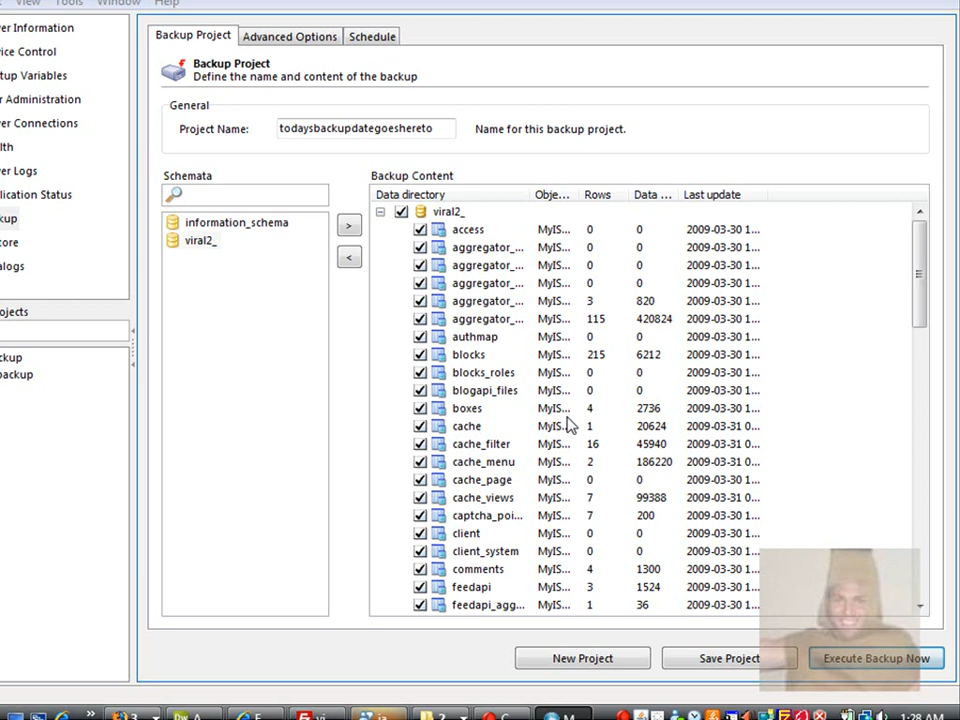 View Tools Window Help
er Information
ice Control
tup Variables
r Administration
er Connections
lth
er Logs
lication Status
kup
ore
alogs
ojects
ckup
backup
Backup Project Advanced Options Schedule
Backup Project
Define the name and content of the backup
General
Project Name: todaysbackupdategoeshereto Name for this backup project.
Schemata
information_schema
viral2_
>
<
Backup Content
Data directory Obje... Rows Data ... Last update
viral2_
access MyIS... 0 0 2009-03-30 1...
aggregator_... MyIS... 0 0 2009-03-30 1...
aggregator_... MyIS... 0 0 2009-03-30 1...
aggregator_... MyIS... 0 0 2009-03-30 1...
aggregator_... MyIS... 3 820 2009-03-30 1...
aggregator_... MyIS... 115 420824 2009-03-30 1...
authmap MyIS... 0 0 2009-03-30 1...
blocks MyIS... 215 6212 2009-03-30 1...
blocks_roles MyIS... 0 0 2009-03-30 1...
blogapi_files MyIS... 0 0 2009-03-30 1...
boxes MyIS... 4 2736 2009-03-30 1...
cache MyIS... 1 20624 2009-03-31 0...
cache_filter MyIS... 16 45940 2009-03-31 0...
cache_menu MyIS... 2 186220 2009-03-31 0...
cache_page MyIS... 0 0 2009-03-30 1...
cache_views MyIS... 7 99388 2009-03-31 0...
captcha_poi... MyIS... 7 200 2009-03-30 1...
client MyIS... 0 0 2009-03-30 1...
client_system MyIS... 0 0 2009-03-30 1...
comments MyIS... 4 1300 2009-03-30 1...
feedapi MyIS... 3 1524 2009-03-30 1...
feedapi_agg... MyIS... 1 36 2009-03-30 1...
New Project Save Project Execute Backup Now
1:28 AM